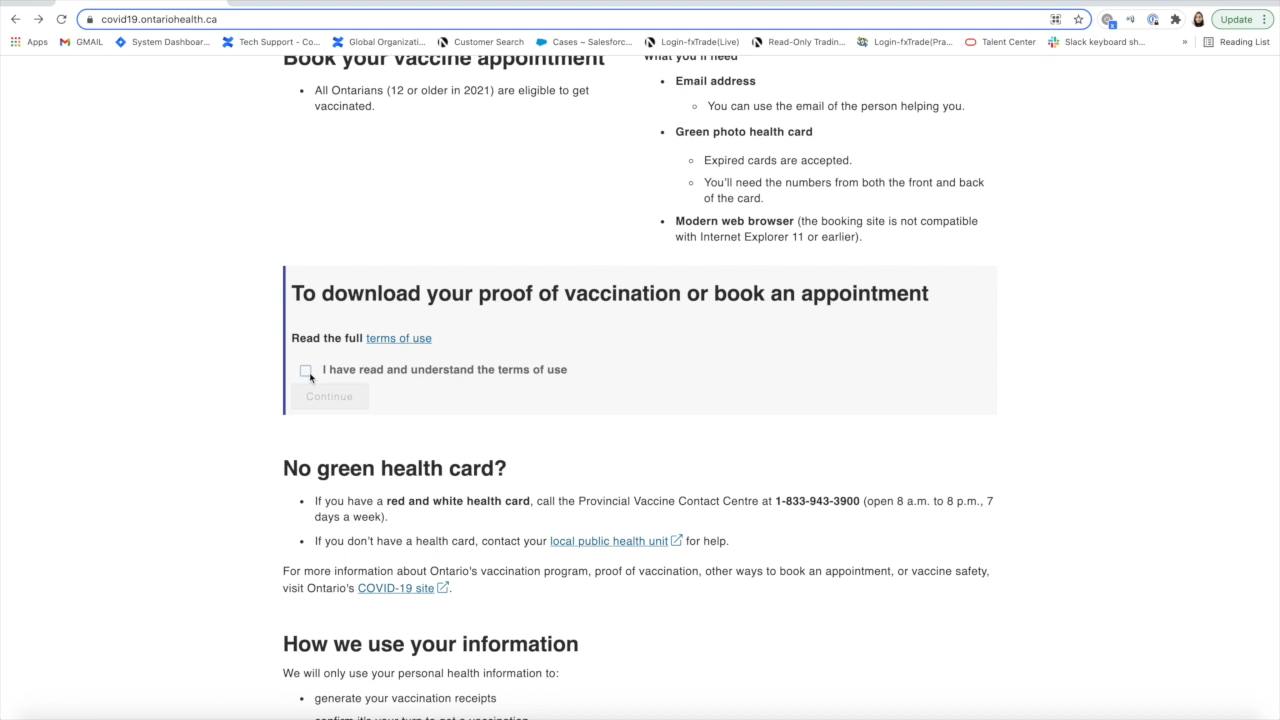 covid19.ontariohealth.ca
Update
Apps
GMAIL
System Dashboar...
Tech Support - Co...
Global Organizati...
Customer Search
Cases ~ Salesforc...
Login-fxTrade(Live)
Read-Only Tradin...
Login-fxTrade(Pra...
Talent Center
Slack keyboard sh...
»
Reading List
Book your vaccine appointment
All Ontarians (12 or older in 2021) are eligible to get
vaccinated.
What you'll need
Email address
You can use the email of the person helping you.
Green photo health card
Expired cards are accepted.
You'll need the numbers from both the front and back
of the card.
Modern web browser (the booking site is not compatible
with Internet Explorer 11 or earlier).
To download your proof of vaccination or book an appointment
Read the full terms of use
I have read and understand the terms of use
Continue
No green health card?
If you have a red and white health card, call the Provincial Vaccine Contact Centre at 1-833-943-3900 (open 8 a.m. to 8 p.m., 7
days a week).
If you don't have a health card, contact your local public health unit for help.
For more information about Ontario's vaccination program, proof of vaccination, other ways to book an appointment, or vaccine safety,
visit Ontario's COVID-19 site.
How we use your information
We will only use your personal health information to:
generate your vaccination receipts
confirm it's your turn to get a vaccination